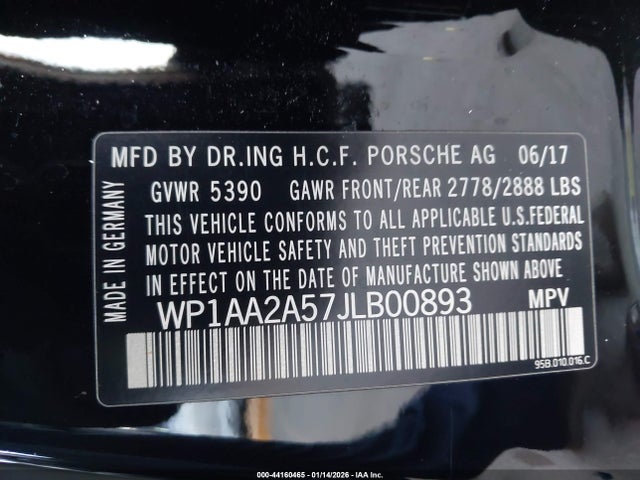 MFD BY DR.ING H.C.F. PORSCHE AG 06/17
GVWR 5390 GAWR FRONT/REAR 2778/2888 LBS
THIS VEHICLE CONFORMS TO ALL APPLICABLE U.S.FEDERAL
MOTOR VEHICLE SAFETY AND THEFT PREVENTION STANDARDS
IN EFFECT ON THE DATE OF MANUFACTURE SHOWN ABOVE
WP1AA2A57JLB00893 MPV
95B.010.016.C
MADE IN GERMANY
000-44160465 - 01/14/2026 - IAA Inc.